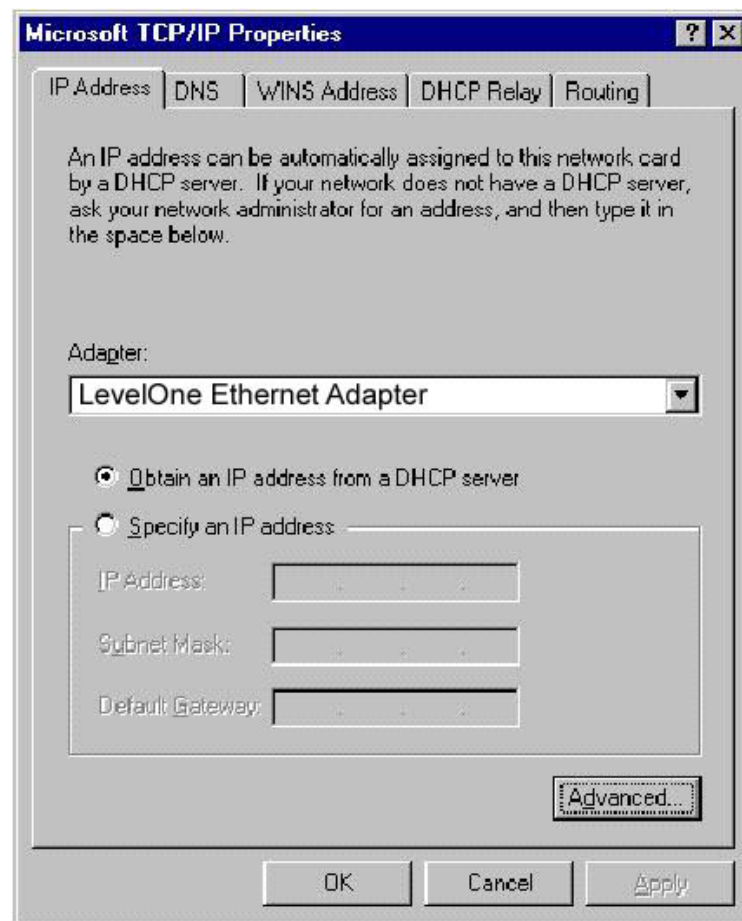 Microsoft TCP/IP Properties
IP Address DNS WINS Address DHCP Relay Routing
An IP address can be automatically assigned to this network card
by a DHCP server. If your network does not have a DHCP server,
ask your network administrator for an address, and then type it in
the space below.
Adapter:
LevelOne Ethernet Adapter
Obtain an IP address from a DHCP server
Specify an IP address
IP Address:
Subnet Mask:
Default Gateway:
Advanced...
OK Cancel Apply